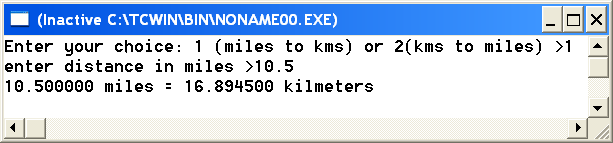 (Inactive C:\TCWIN\BIN\NONAME00.EXE)
Enter your choice: 1 (miles to kms) or 2(kms to miles) >1
enter distance in miles >10.5
10.500000 miles = 16.894500 kilmeters